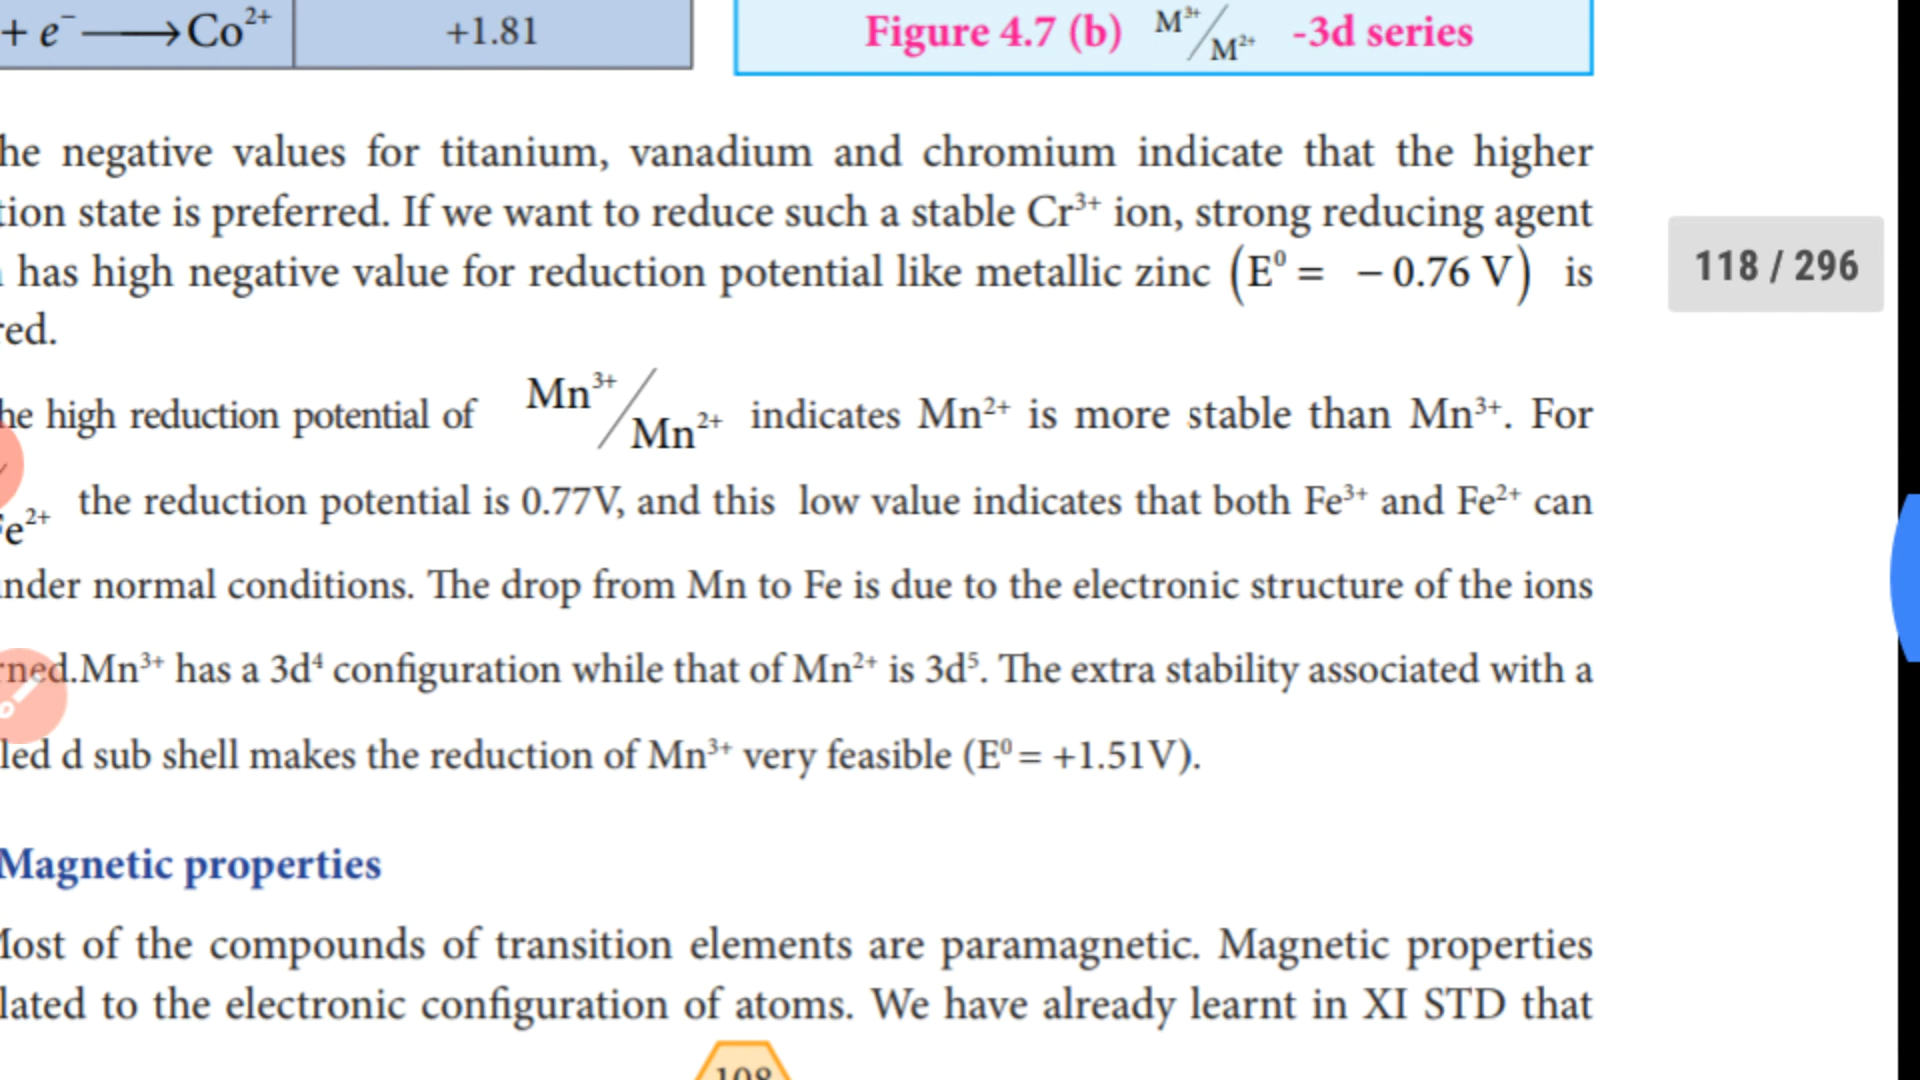 + e⁻ ⟶ Co²⁺ +1.81
Figure 4.7 (b) M³⁺/M²⁺ -3d series
he negative values for titanium, vanadium and chromium indicate that the higher
tion state is preferred. If we want to reduce such a stable Cr³⁺ ion, strong reducing agent
has high negative value for reduction potential like metallic zinc (E⁰ = − 0.76 V) is
red.
he high reduction potential of Mn³⁺/Mn²⁺ indicates Mn²⁺ is more stable than Mn³⁺. For
Fe²⁺ the reduction potential is 0.77V, and this low value indicates that both Fe³⁺ and Fe²⁺ can
nder normal conditions. The drop from Mn to Fe is due to the electronic structure of the ions
rned.Mn³⁺ has a 3d⁴ configuration while that of Mn²⁺ is 3d⁵. The extra stability associated with a
led d sub shell makes the reduction of Mn³⁺ very feasible (E⁰ = +1.51V).
Magnetic properties
Most of the compounds of transition elements are paramagnetic. Magnetic properties
lated to the electronic configuration of atoms. We have already learnt in XI STD that
108
118 / 296